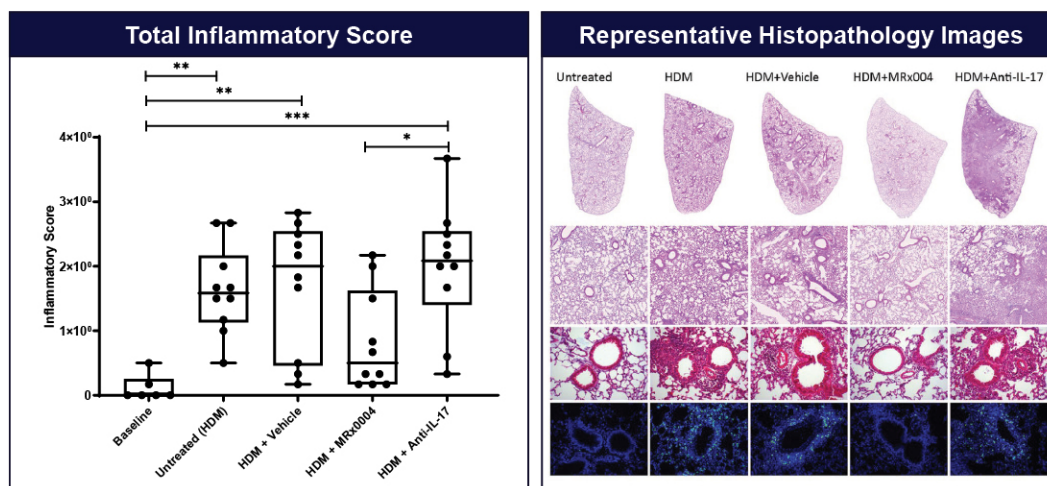 Total Inflammatory Score
**
**
***
*
4×10⁰
3×10⁰
2×10⁰
1×10⁰
0
Inflammatory Score
Baseline
Untreated (HDM)
HDM + Vehicle
HDM + MRx0004
HDM + Anti-IL-17
Representative Histopathology Images
Untreated HDM HDM+Vehicle HDM+MRx004 HDM+Anti-IL-17